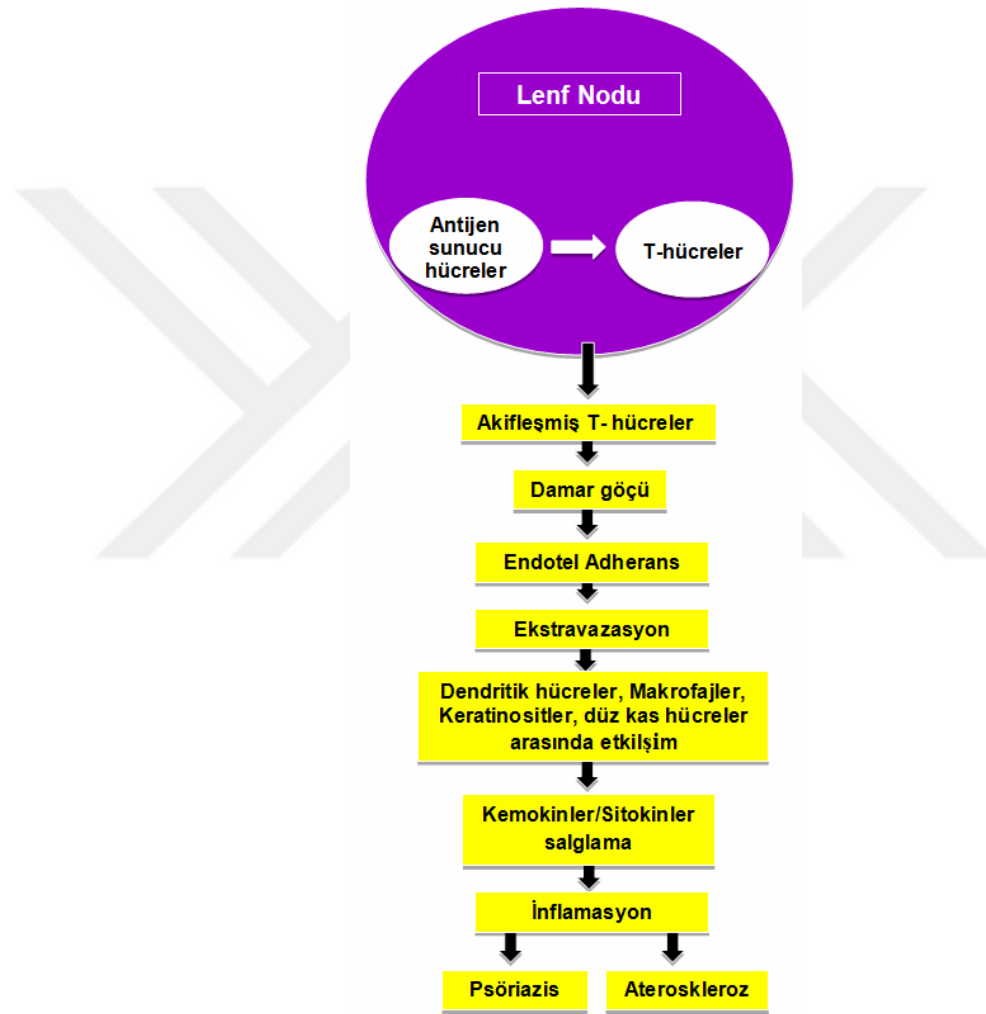 Lenf Nodu
Antijen
sunucu
hücreler
T-hücreler
Akifleşmiş T- hücreler
Damar göçü
Endotel Adherans
Ekstravazasyon
Dendritik hücreler, Makrofajler,
Keratinositler, düz kas hücreler
arasında etkilşim
Kemokinler/Sitokinler
salglama
İnflamasyon
Psöriazis
Ateroskleroz